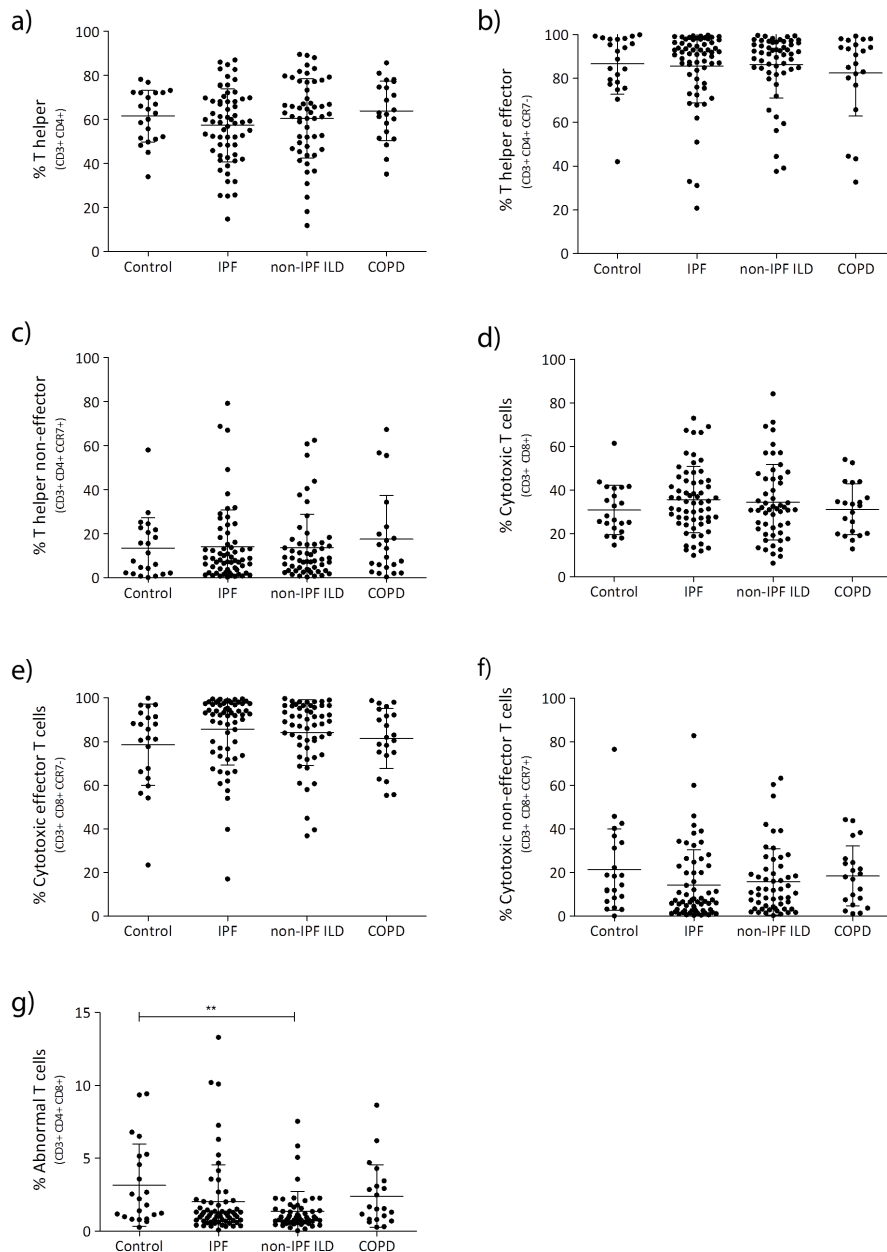 a)
% T helper
(CD3+ CD4+)
100
80
60
40
20
0
Control IPF non-IPF ILD COPD
b)
% T helper effector
(CD3+ CD4+ CCR7-)
100
80
60
40
20
0
Control IPF non-IPF ILD COPD
c)
% T helper non-effector
(CD3+ CD4+ CCR7+)
100
80
60
40
20
0
Control IPF non-IPF ILD COPD
d)
% Cytotoxic T cells
(CD3+ CD8+)
100
80
60
40
20
0
Control IPF non-IPF ILD COPD
e)
% Cytotoxic effector T cells
(CD3+ CD8+ CCR7-)
100
80
60
40
20
0
Control IPF non-IPF ILD COPD
f)
% Cytotoxic non-effector T cells
(CD3+ CD8+ CCR7+)
100
80
60
40
20
0
Control IPF non-IPF ILD COPD
g)
% Abnormal T cells
(CD3+ CD4+ CD8+)
15
10
5
0
**
Control IPF non-IPF ILD COPD